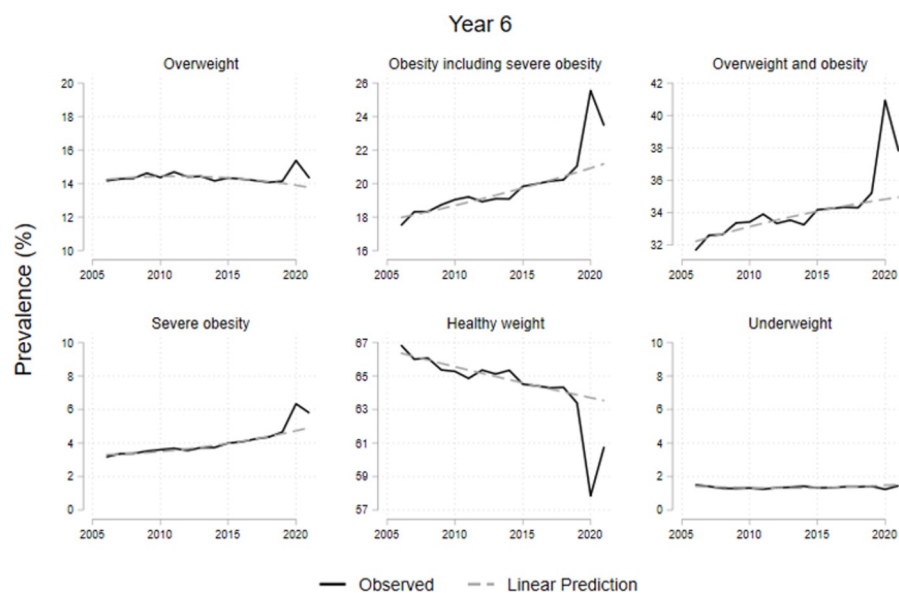 Year 6
Prevalence (%)
Overweight
20
18
16
14
12
10
2005 2010 2015 2020
Obesity including severe obesity
26
24
22
20
18
16
2005 2010 2015 2020
Overweight and obesity
42
40
38
36
34
32
2005 2010 2015 2020
Severe obesity
10
8
6
4
2
0
2005 2010 2015 2020
Healthy weight
67
65
63
61
59
57
2005 2010 2015 2020
Underweight
10
8
6
4
2
0
2005 2010 2015 2020
Observed Linear Prediction